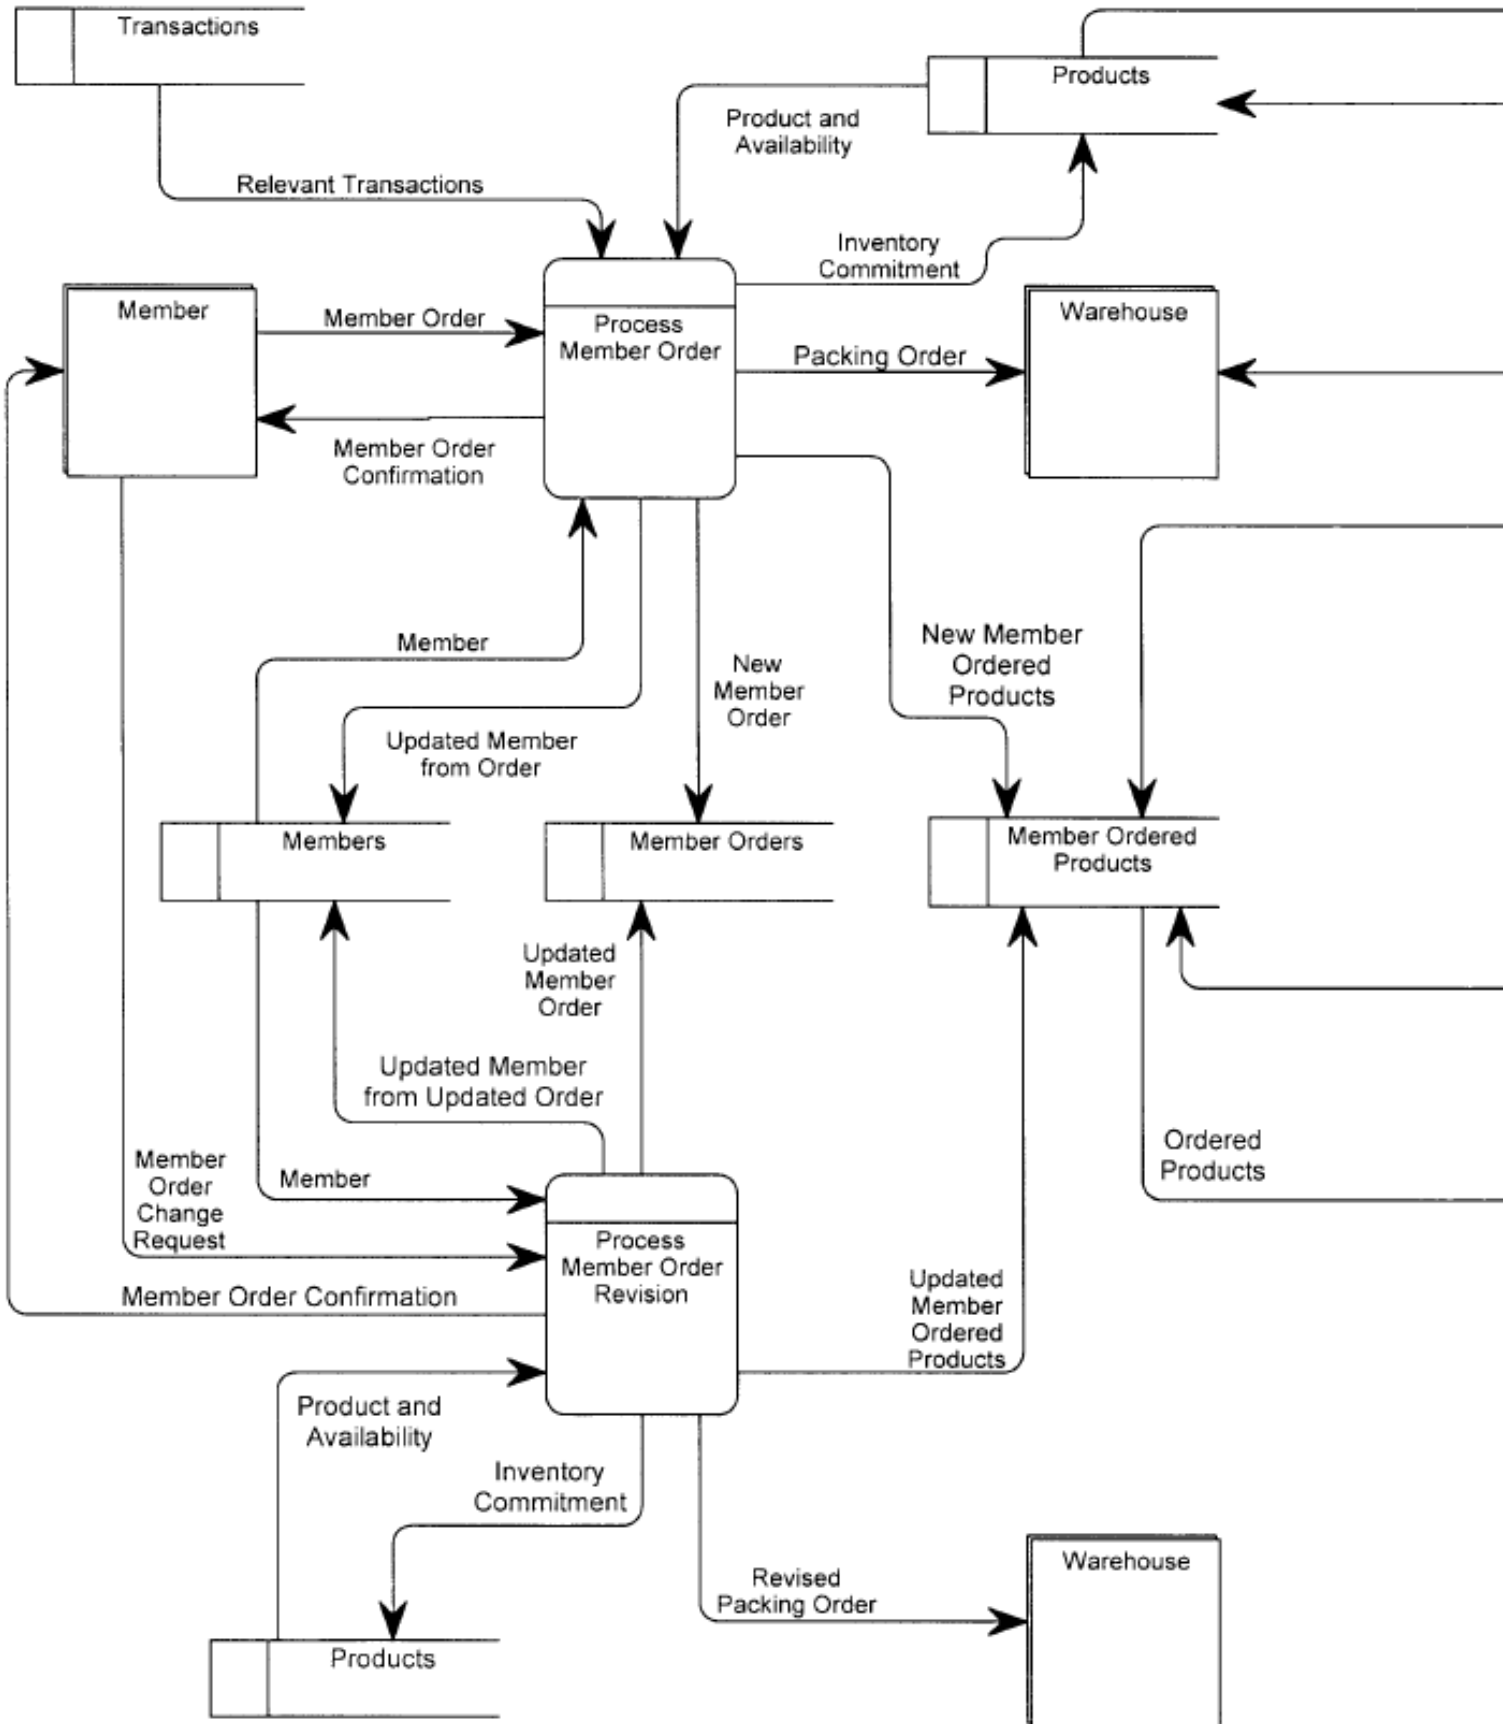 Transactions
Products
Product and
Availability
Relevant Transactions
Inventory
Commitment
Member
Member Order
Process
Member Order
Warehouse
Packing Order
Member Order
Confirmation
Member
New Member
Ordered
Products
New
Member
Order
Updated Member
from Order
Members
Member Orders
Member Ordered
Products
Updated
Member
Order
Updated Member
from Updated Order
Ordered
Products
Member
Order
Change
Request
Member
Process
Member Order
Revision
Member Order Confirmation
Updated
Member
Ordered
Products
Product and
Availability
Inventory
Commitment
Warehouse
Revised
Packing Order
Products